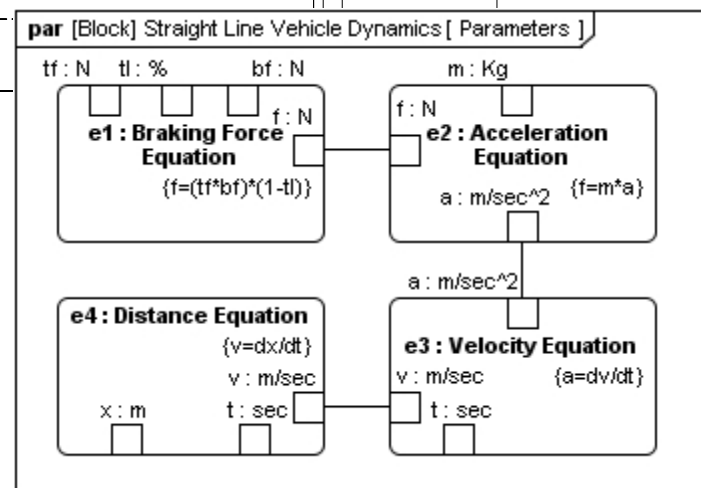 par [Block] Straight Line Vehicle Dynamics [ Parameters ]
tf : N tl : % bf : N
f : N
e1 : Braking Force
Equation
{f=(tf*bf)*(1-tl)}
m : Kg
f : N
e2 : Acceleration
Equation
{f=m*a}
a : m/sec^2
a : m/sec^2
e4 : Distance Equation
{v=dx/dt}
v : m/sec
x : m t : sec
e3 : Velocity Equation
v : m/sec {a=dv/dt}
t : sec